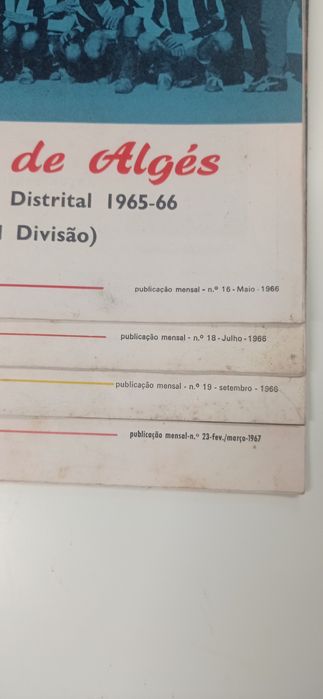 de Algés
Distrital 1965-66
Divisão)
publicação mensal - n.º 16 - Maio - 1966
publicação mensal - n.º 18 - Julho - 1966
publicação mensal - n.º 19 - setembro - 1966
publicação mensal-n.º 23-fev./março-1967